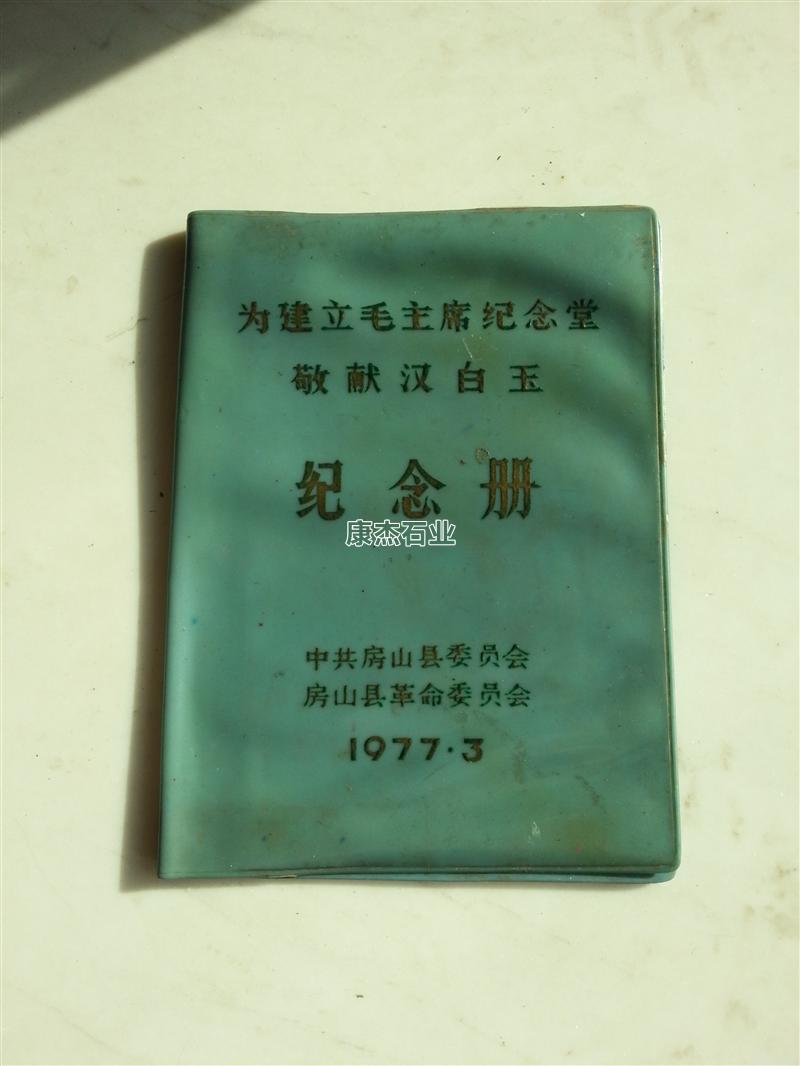 为建立毛主席纪念堂
敬献汉白玉
纪念册
康杰石业
中共房山县委员会
房山县革命委员会
1977·3